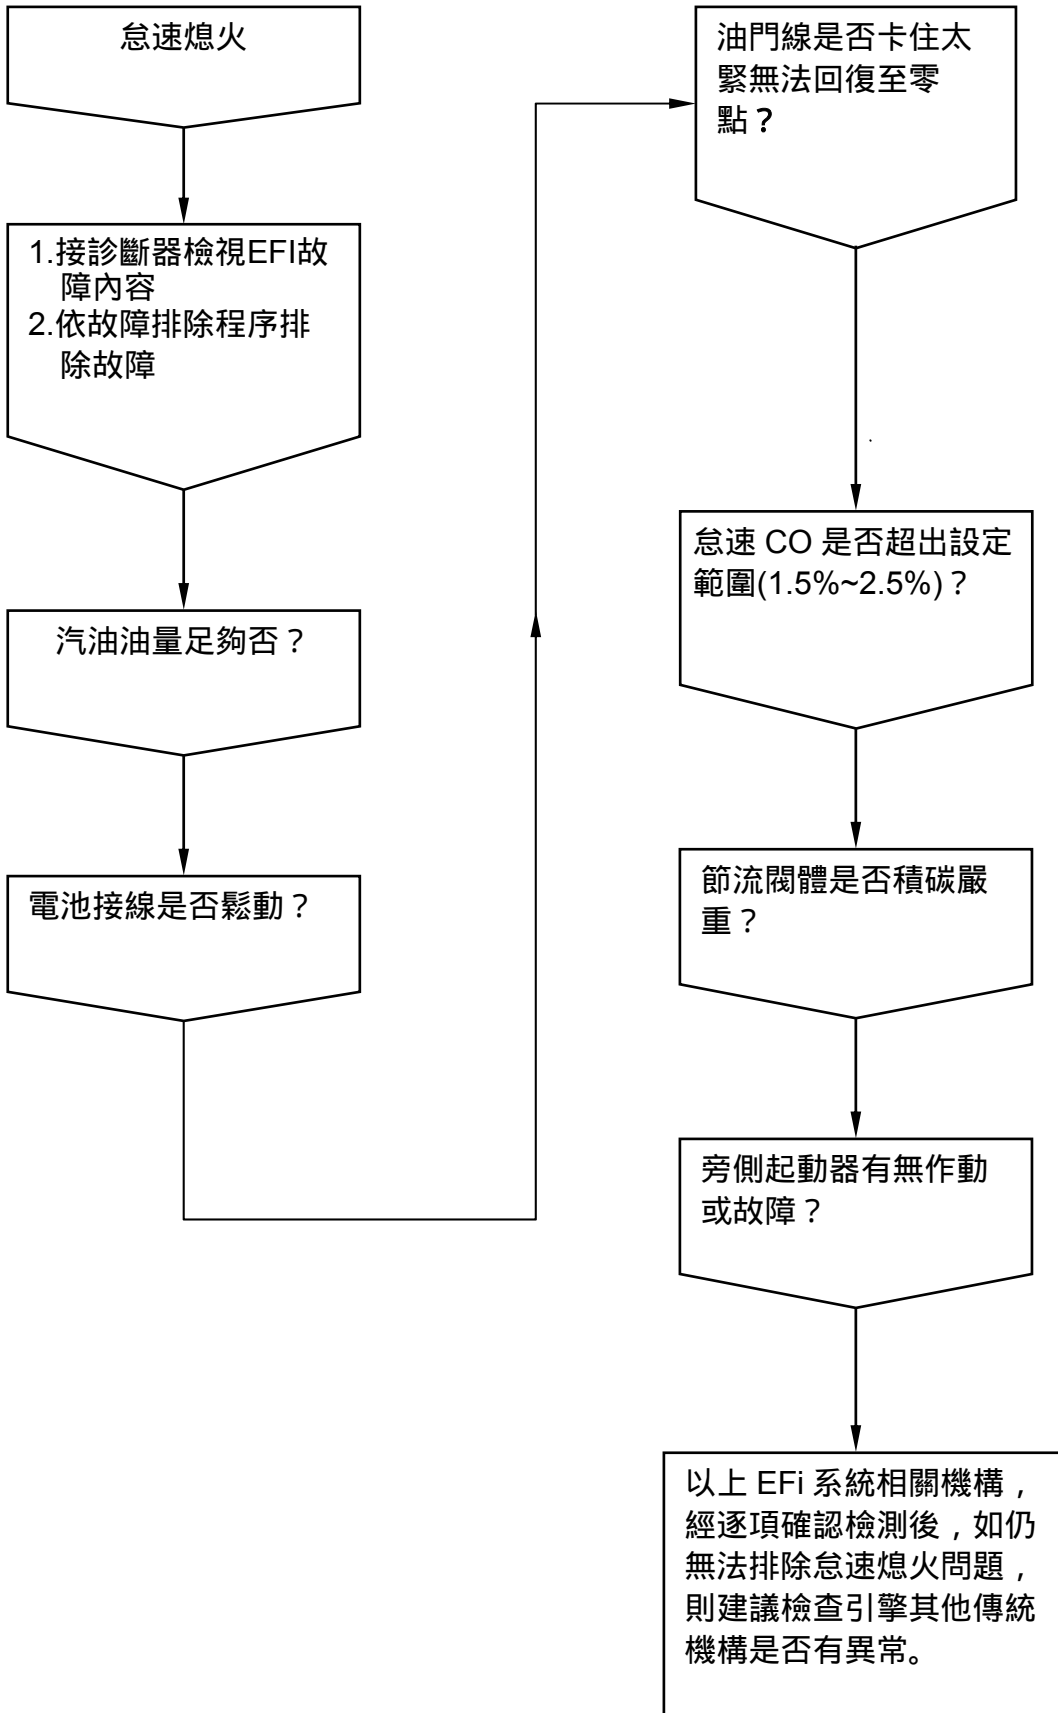 怠速熄火
1.接診斷器檢視EFI故
障內容
2.依故障排除程序排
除故障
汽油油量足夠否？
電池接線是否鬆動？
油門線是否卡住太
緊無法回復至零
點？
怠速 CO 是否超出設定
範圍(1.5%~2.5%)？
節流閥體是否積碳嚴
重？
旁側起動器有無作動
或故障？
以上 EFi 系統相關機構，
經逐項確認檢測後，如仍
無法排除怠速熄火問題，
則建議檢查引擎其他傳統
機構是否有異常。